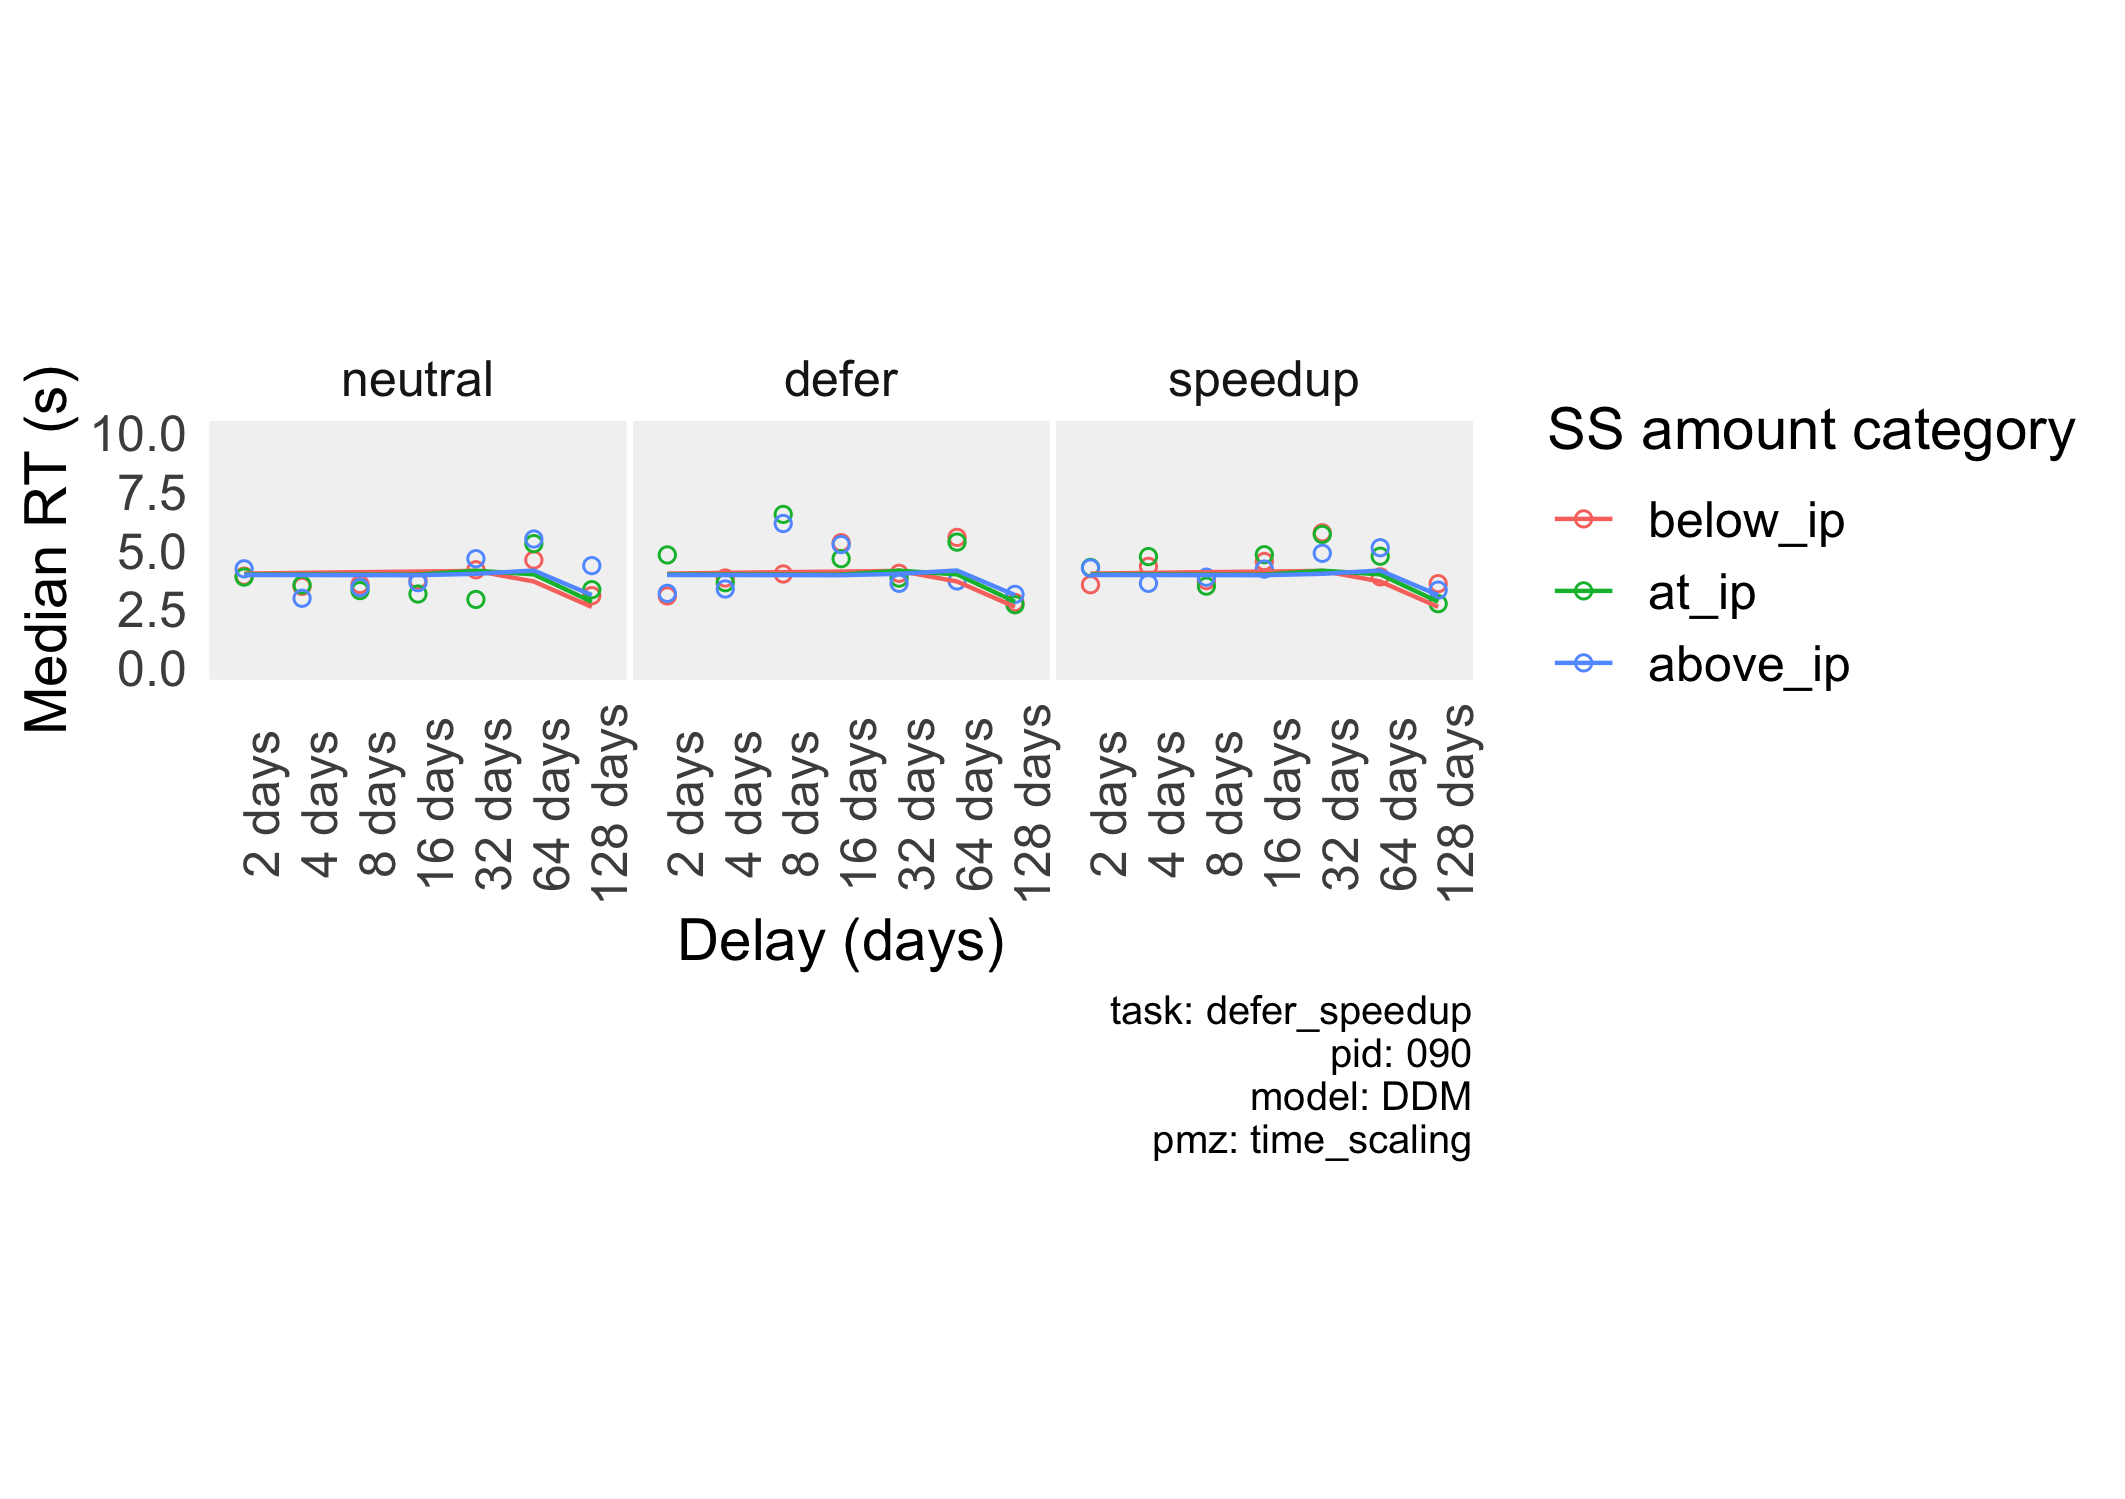 neutral defer speedup
Median RT (s)
10.0
7.5
5.0
2.5
0.0
2 days 4 days 8 days 16 days 32 days 64 days 128 days 2 days 4 days 8 days 16 days 32 days 64 days 128 days 2 days 4 days 8 days 16 days 32 days 64 days 128 days
Delay (days)
SS amount category
below_ip
at_ip
above_ip
task: defer_speedup
pid: 090
model: DDM
pmz: time_scaling